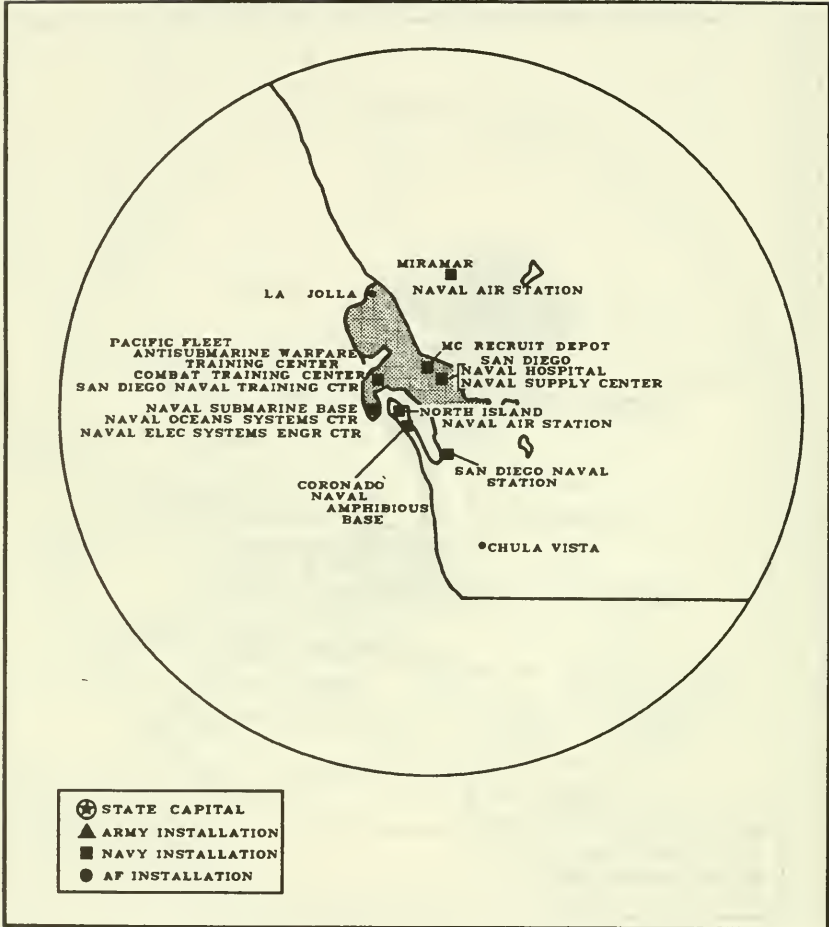 MIRAMAR
NAVAL AIR STATION
LA JOLLA
PACIFIC FLEET
ANTISUBMARINE WARFARE
TRAINING CENTER
COMBAT TRAINING CENTER
SAN DIEGO NAVAL TRAINING CTR
MC RECRUIT DEPOT
SAN DIEGO
NAVAL HOSPITAL
NAVAL SUPPLY CENTER
NAVAL SUBMARINE BASE
NAVAL OCEANS SYSTEMS CTR
NAVAL ELEC SYSTEMS ENGR CTR
NORTH ISLAND
NAVAL AIR STATION
SAN DIEGO NAVAL
STATION
CORONADO
NAVAL
AMPHIBIOUS
BASE
CHULA VISTA
STATE CAPITAL
ARMY INSTALLATION
NAVY INSTALLATION
AF INSTALLATION